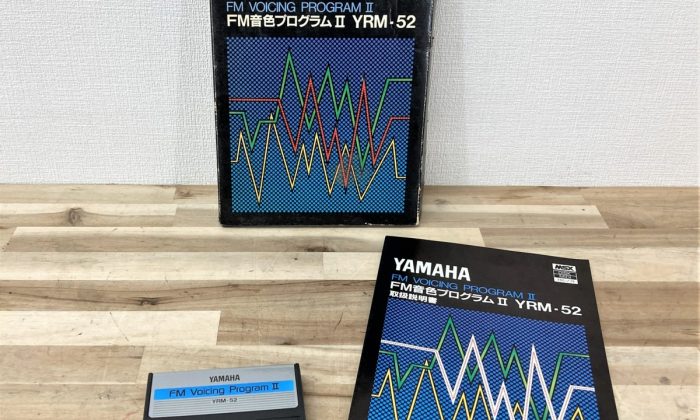 FM VOICING PROGRAM II
FM音色プログラムII YRM-52
YAMAHA
MSX
FM VOICING PROGRAM II
FM音色プログラムII YRM-52
取扱説明書
YAMAHA
FM Voicing Program II
YRM-52